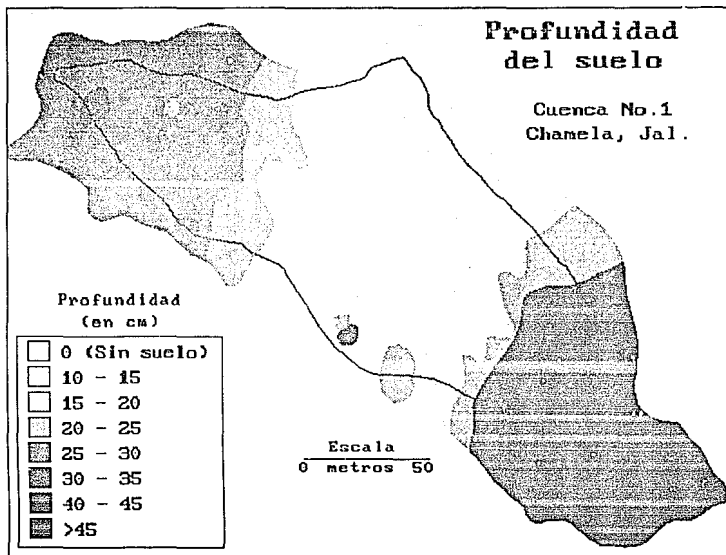 Profundidad
del suelo
Cuenca No.1
Chamela, Jal.
Profundidad
(en cm)
0 (Sin suelo)
10 - 15
15 - 20
20 - 25
25 - 30
30 - 35
40 - 45
>45
Escala
0 metros 50